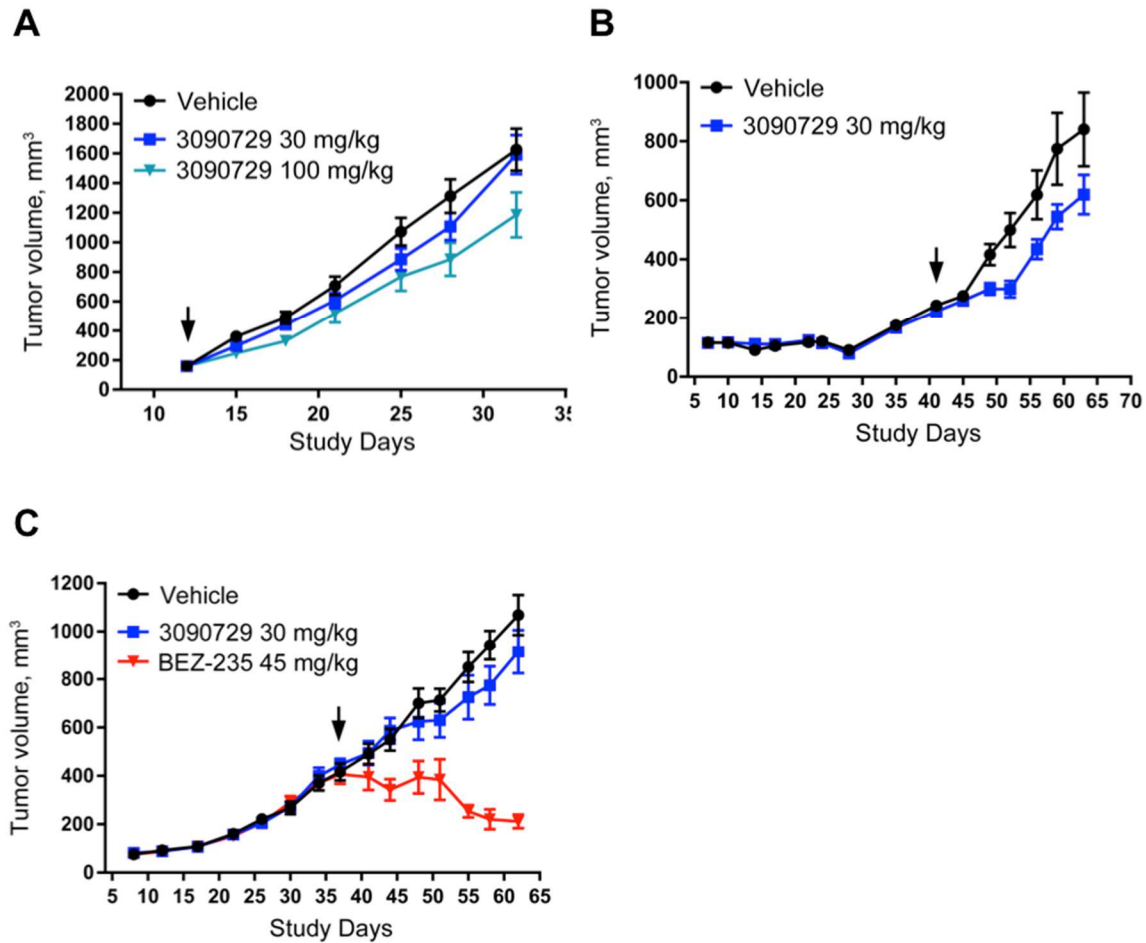 A
2000
1800
1600
1400
1200
1000
800
600
400
200
0
Tumor volume, mm³
Vehicle
3090729 30 mg/kg
3090729 100 mg/kg
10 15 20 25 30 35
Study Days
B
1000
800
600
400
200
0
Tumor volume, mm³
Vehicle
3090729 30 mg/kg
5 10 15 20 25 30 35 40 45 50 55 60 65 70
Study Days
C
1200
1000
800
600
400
200
0
Tumor volume, mm³
Vehicle
3090729 30 mg/kg
BEZ-235 45 mg/kg
5 10 15 20 25 30 35 40 45 50 55 60 65
Study Days